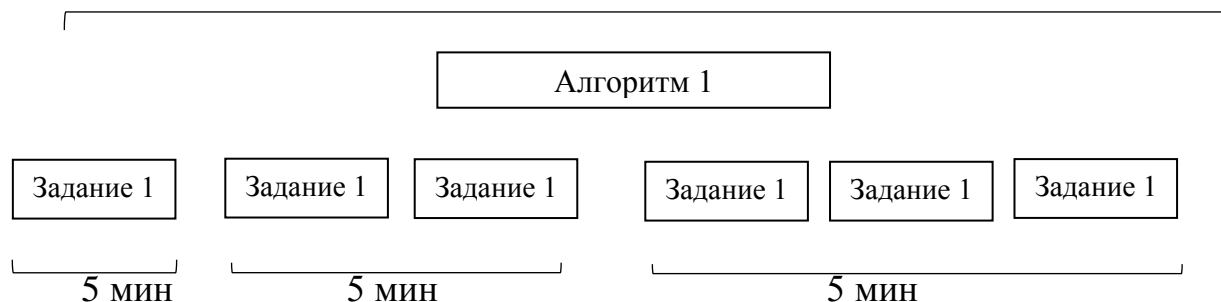 Алгоритм 1
Задание 1 Задание 1 Задание 1 Задание 1 Задание 1 Задание 1
5 мин 5 мин 5 мин